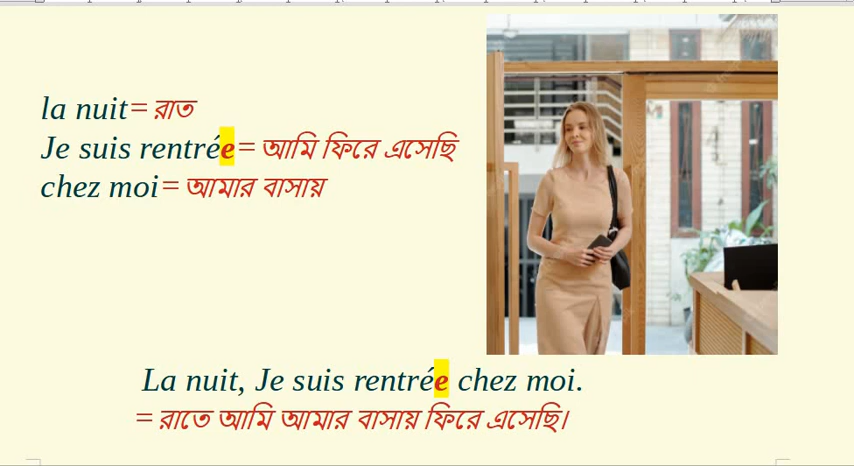 la nuit= রাত
Je suis rentrée= আমি ফিরে এসেছি
chez moi= আমার বাসায়
La nuit, Je suis rentrée chez moi.
= রাতে আমি আমার বাসায় ফিরে এসেছি।